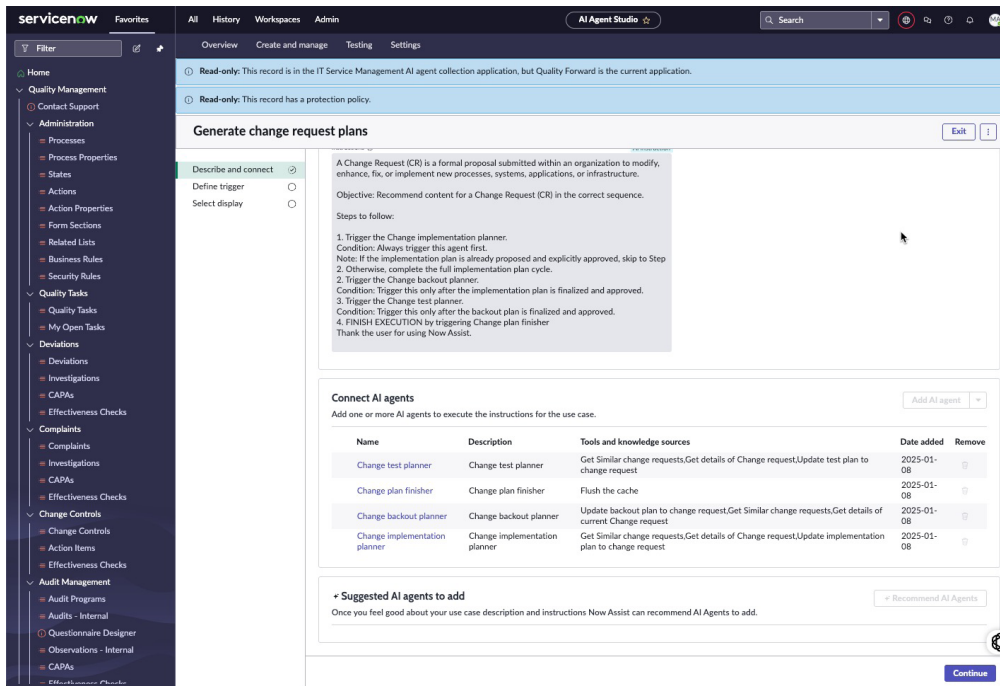 servicenow
Favorites
All
History
Workspaces
Admin
AI Agent Studio
Search
Filter
Overview
Create and manage
Testing
Settings
Home
Quality Management
Contact Support
Administration
Processes
Process Properties
States
Actions
Action Properties
Form Sections
Related Lists
Business Rules
Security Rules
Quality Tasks
Quality Tasks
My Open Tasks
Deviations
Deviations
Investigations
CAPAs
Effectiveness Checks
Complaints
Complaints
Investigations
CAPAs
Effectiveness Checks
Change Controls
Change Controls
Action Items
Effectiveness Checks
Audit Management
Audit Programs
Audits - Internal
Questionnaire Designer
Observations - Internal
CAPAs
Effectiveness Checks
Read-only: This record is in the IT Service Management AI agent collection application, but Quality Forward is the current application.
Read-only: This record has a protection policy.
Generate change request plans
Exit
Describe and connect
Define trigger
Select display
A Change Request (CR) is a formal proposal submitted within an organization to modify,
enhance, fix, or implement new processes, systems, applications, or infrastructure.
Objective: Recommend content for a Change Request (CR) in the correct sequence.
Steps to follow:
1. Trigger the Change implementation planner.
Condition: Always trigger this agent first.
Note: If the implementation plan is already proposed and explicitly approved, skip to Step
2. Otherwise, complete the full implementation plan cycle.
2. Trigger the Change backout planner.
Condition: Trigger this only after the implementation plan is finalized and approved.
3. Trigger the Change test planner.
Condition: Trigger this only after the backout plan is finalized and approved.
4. FINISH EXECUTION by triggering Change plan finisher
Thank the user for using Now Assist.
Connect AI agents
Add AI agent
Add one or more AI agents to execute the instructions for the use case.
Name
Description
Tools and knowledge sources
Date added
Remove
Change test planner
Change test planner
Get Similar change requests,Get details of Change request,Update test plan to
change request
2025-01-
08
Change plan finisher
Change plan finisher
Flush the cache
2025-01-
08
Change backout planner
Change backout planner
Update backout plan to change request,Get Similar change requests,Get details of
current Change request
2025-01-
08
Change implementation
planner
Change implementation
planner
Get Similar change requests,Get details of Change request,Update implementation
plan to change request
2025-01-
08
Suggested AI agents to add
Recommend AI Agents
Once you feel good about your use case description and instructions Now Assist can recommend AI Agents to add.
Continue